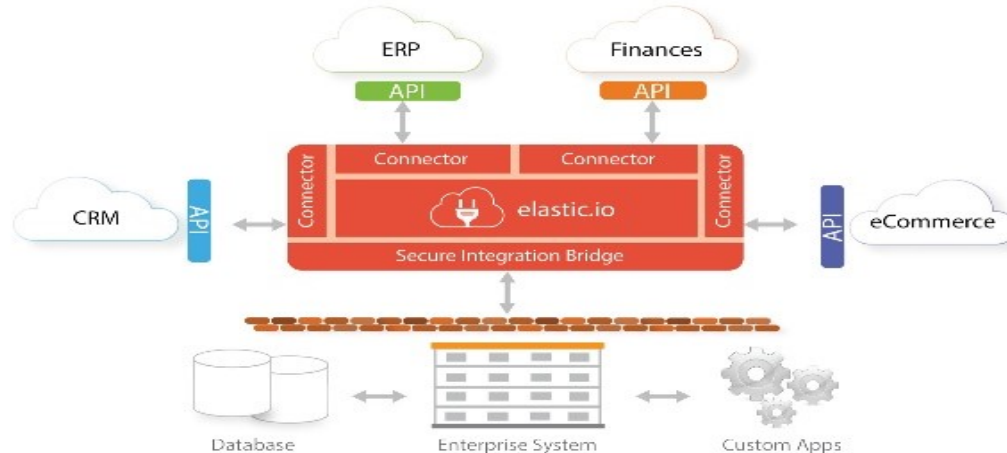 ERP
Finances
API
API
Connector
Connector
Connector
Connector
CRM
API
elastic.io
API
eCommerce
Secure Integration Bridge
Database
Enterprise System
Custom Apps